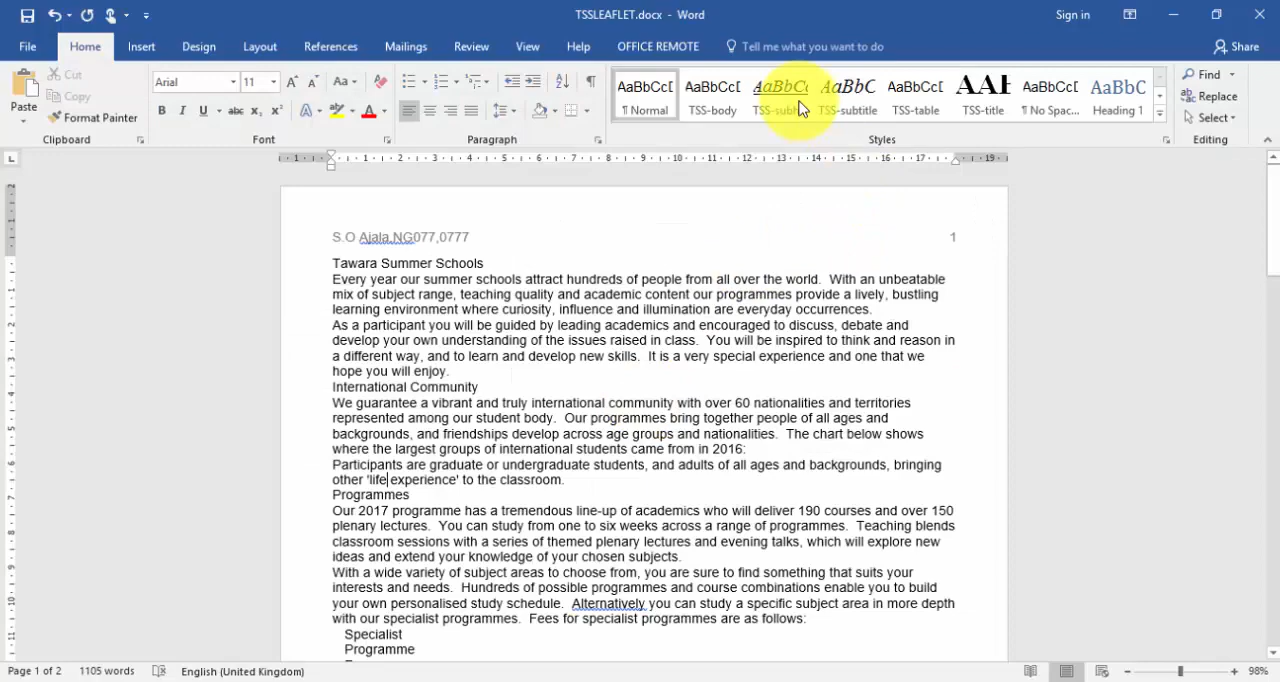 TSSLEAFLET.docx - Word
Sign in
File Home Insert Design Layout References Mailings Review View Help OFFICE REMOTE Tell me what you want to do Share
Paste
Cut
Copy
Format Painter
Clipboard
Arial 11
Font
Paragraph
AaBbCcD AaBbCcD AaBbCc AaBbC AaBbCcD AAI AaBbCcD AaBbC
¶ Normal TSS-body TSS-subh TSS-subtitle TSS-table TSS-title ¶ No Spac... Heading 1
Styles
Find
Replace
Select
Editing
S.O Ajala,NG077,0777 1
Tawara Summer Schools
Every year our summer schools attract hundreds of people from all over the world. With an unbeatable
mix of subject range, teaching quality and academic content our programmes provide a lively, bustling
learning environment where curiosity, influence and illumination are everyday occurrences.
As a participant you will be guided by leading academics and encouraged to discuss, debate and
develop your own understanding of the issues raised in class. You will be inspired to think and reason in
a different way, and to learn and develop new skills. It is a very special experience and one that we
hope you will enjoy.
International Community
We guarantee a vibrant and truly international community with over 60 nationalities and territories
represented among our student body. Our programmes bring together people of all ages and
backgrounds, and friendships develop across age groups and nationalities. The chart below shows
where the largest groups of international students came from in 2016:
Participants are graduate or undergraduate students, and adults of all ages and backgrounds, bringing
other 'life experience' to the classroom.
Programmes
Our 2017 programme has a tremendous line-up of academics who will deliver 190 courses and over 150
plenary lectures. You can study from one to six weeks across a range of programmes. Teaching blends
classroom sessions with a series of themed plenary lectures and evening talks, which will explore new
ideas and extend your knowledge of your chosen subjects.
With a wide variety of subject areas to choose from, you are sure to find something that suits your
interests and needs. Hundreds of possible programmes and course combinations enable you to build
your own personalised study schedule. Alternatively you can study a specific subject area in more depth
with our specialist programmes. Fees for specialist programmes are as follows:
Specialist
Programme
Page 1 of 2 1105 words English (United Kingdom) 98%